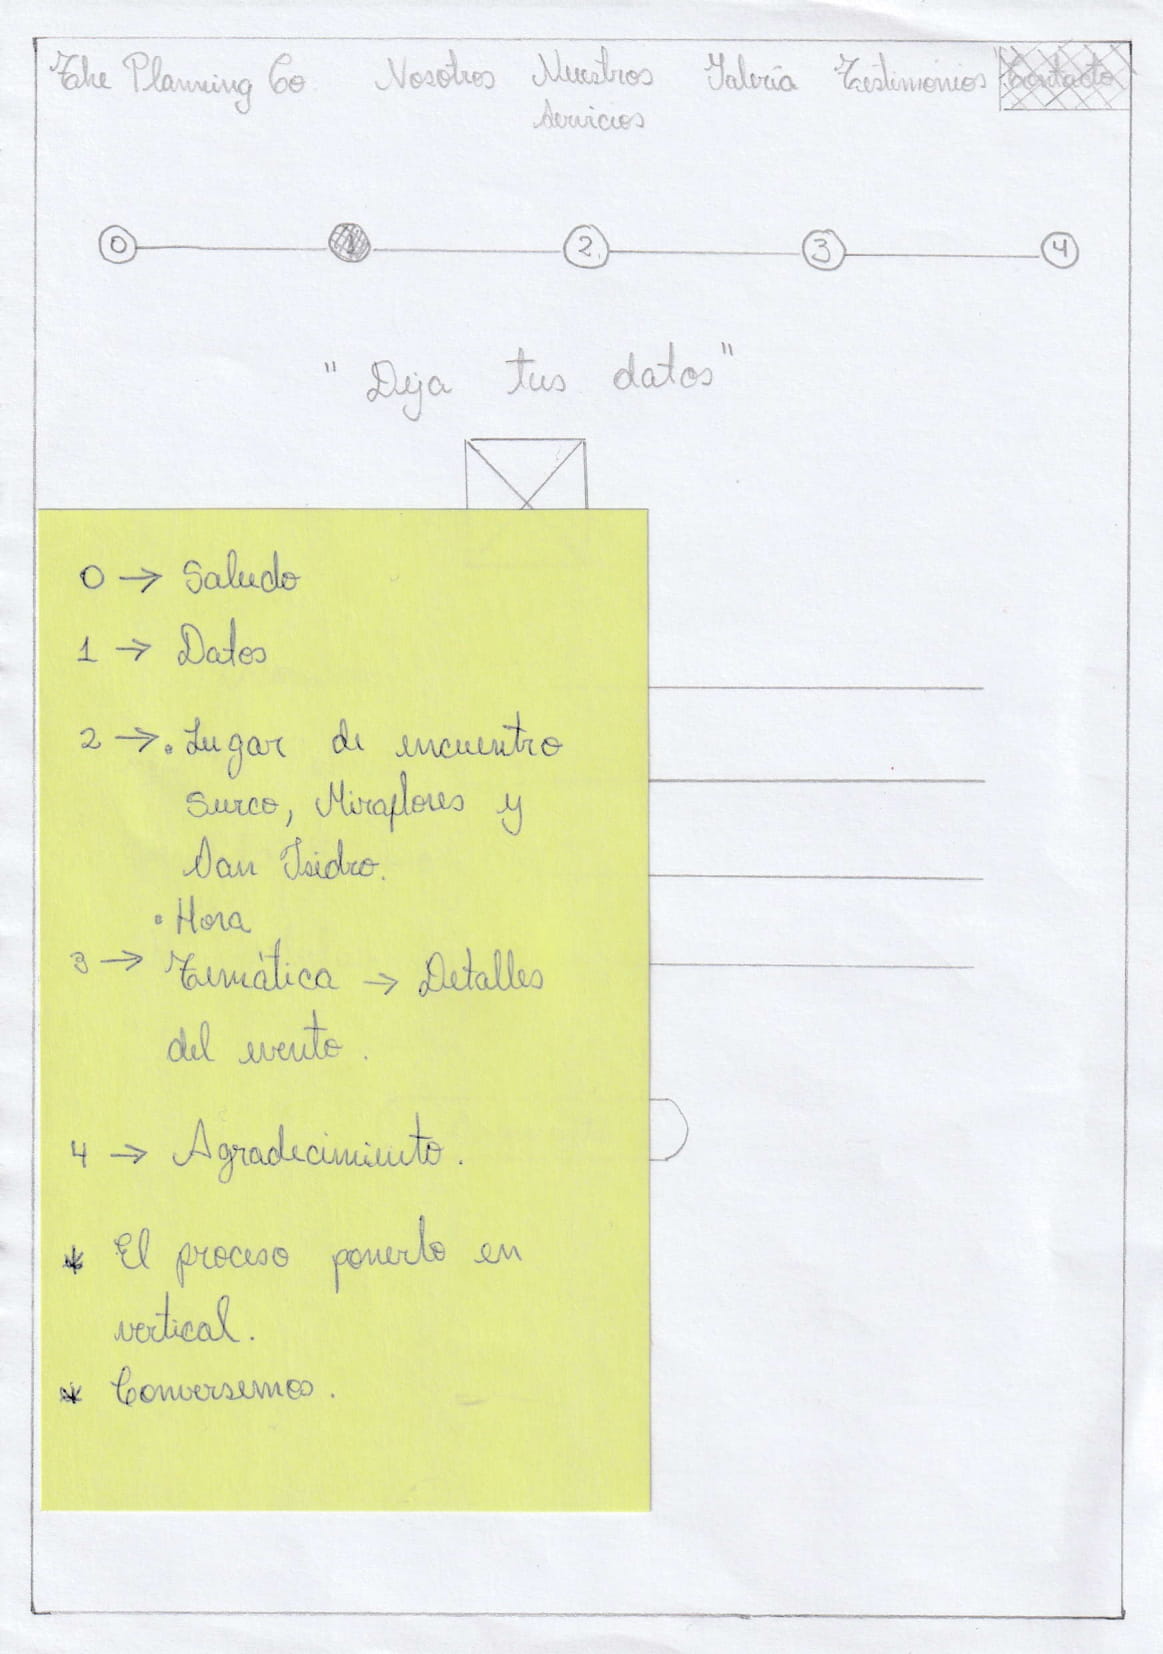 The Planning Co Nosotros Nuestros Galería Testimonios Contacto
Servicios
0 1 2 3 4
"Deja tus datos"
0 → Saludo
1 → Datos
2 → • Lugar de encuentro
Surco, Miraflores y
San Isidro.
• Hora
3 → Temática → Detalles
del evento.
4 → Agradecimiento.
* El proceso ponerlo en
vertical.
* Conversemos.